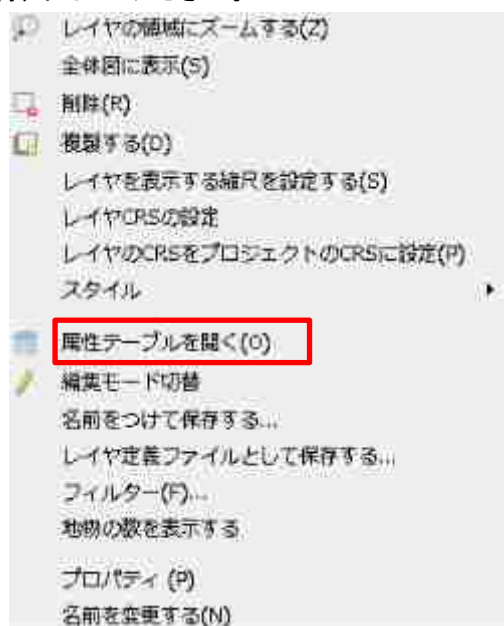 レイヤの領域にズームする(Z)
全体図に表示(S)
削除(R)
複製する(D)
レイヤを表示する縮尺を設定する(S)
レイヤCRSの設定
レイヤのCRSをプロジェクトのCRSに設定(P)
スタイル
属性テーブルを開く(O)
編集モード切替
名前をつけて保存する...
レイヤ定義ファイルとして保存する...
フィルター(F)...
地物の数を表示する
プロパティ (P)
名前を変更する(N)